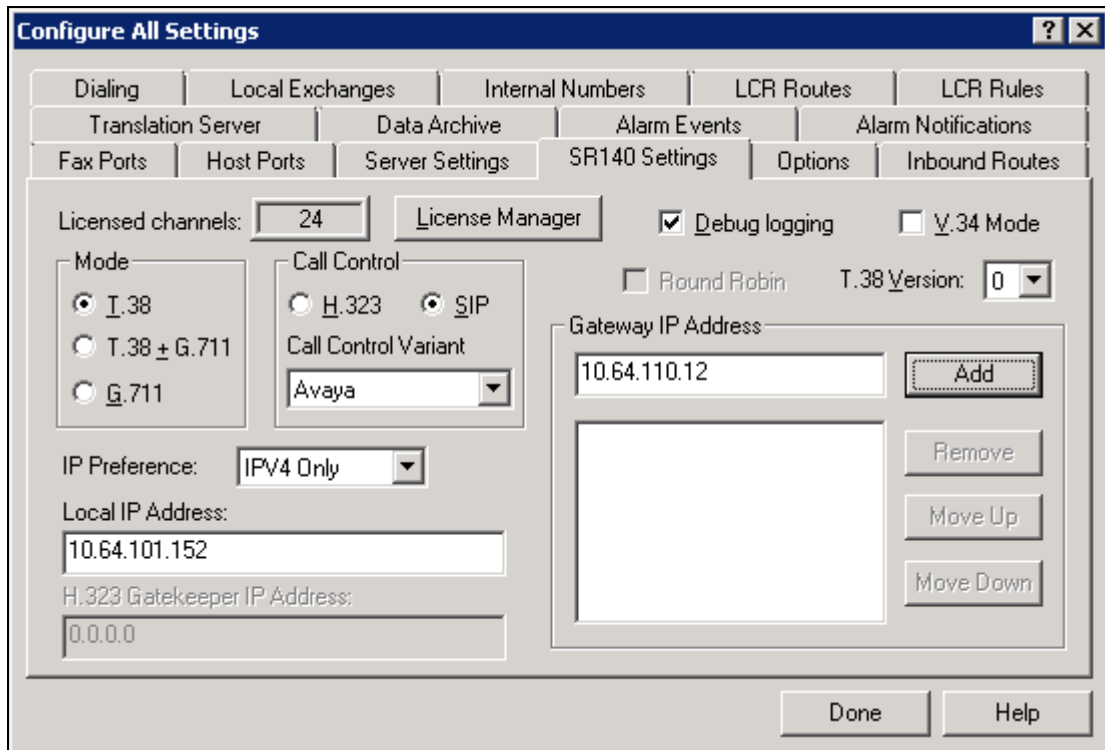 Configure All Settings
Dialing Local Exchanges Internal Numbers LCR Routes LCR Rules
Translation Server Data Archive Alarm Events Alarm Notifications
Fax Ports Host Ports Server Settings SR140 Settings Options Inbound Routes
Licensed channels: 24 License Manager Debug logging V.34 Mode
Round Robin T.38 Version: 0
Mode
T.38
T.38 + G.711
G.711
Call Control
H.323 SIP
Call Control Variant
Avaya
Gateway IP Address
10.64.110.12 Add
Remove
Move Up
Move Down
IP Preference: IPV4 Only
Local IP Address:
10.64.101.152
H.323 Gatekeeper IP Address:
0.0.0.0
Done Help